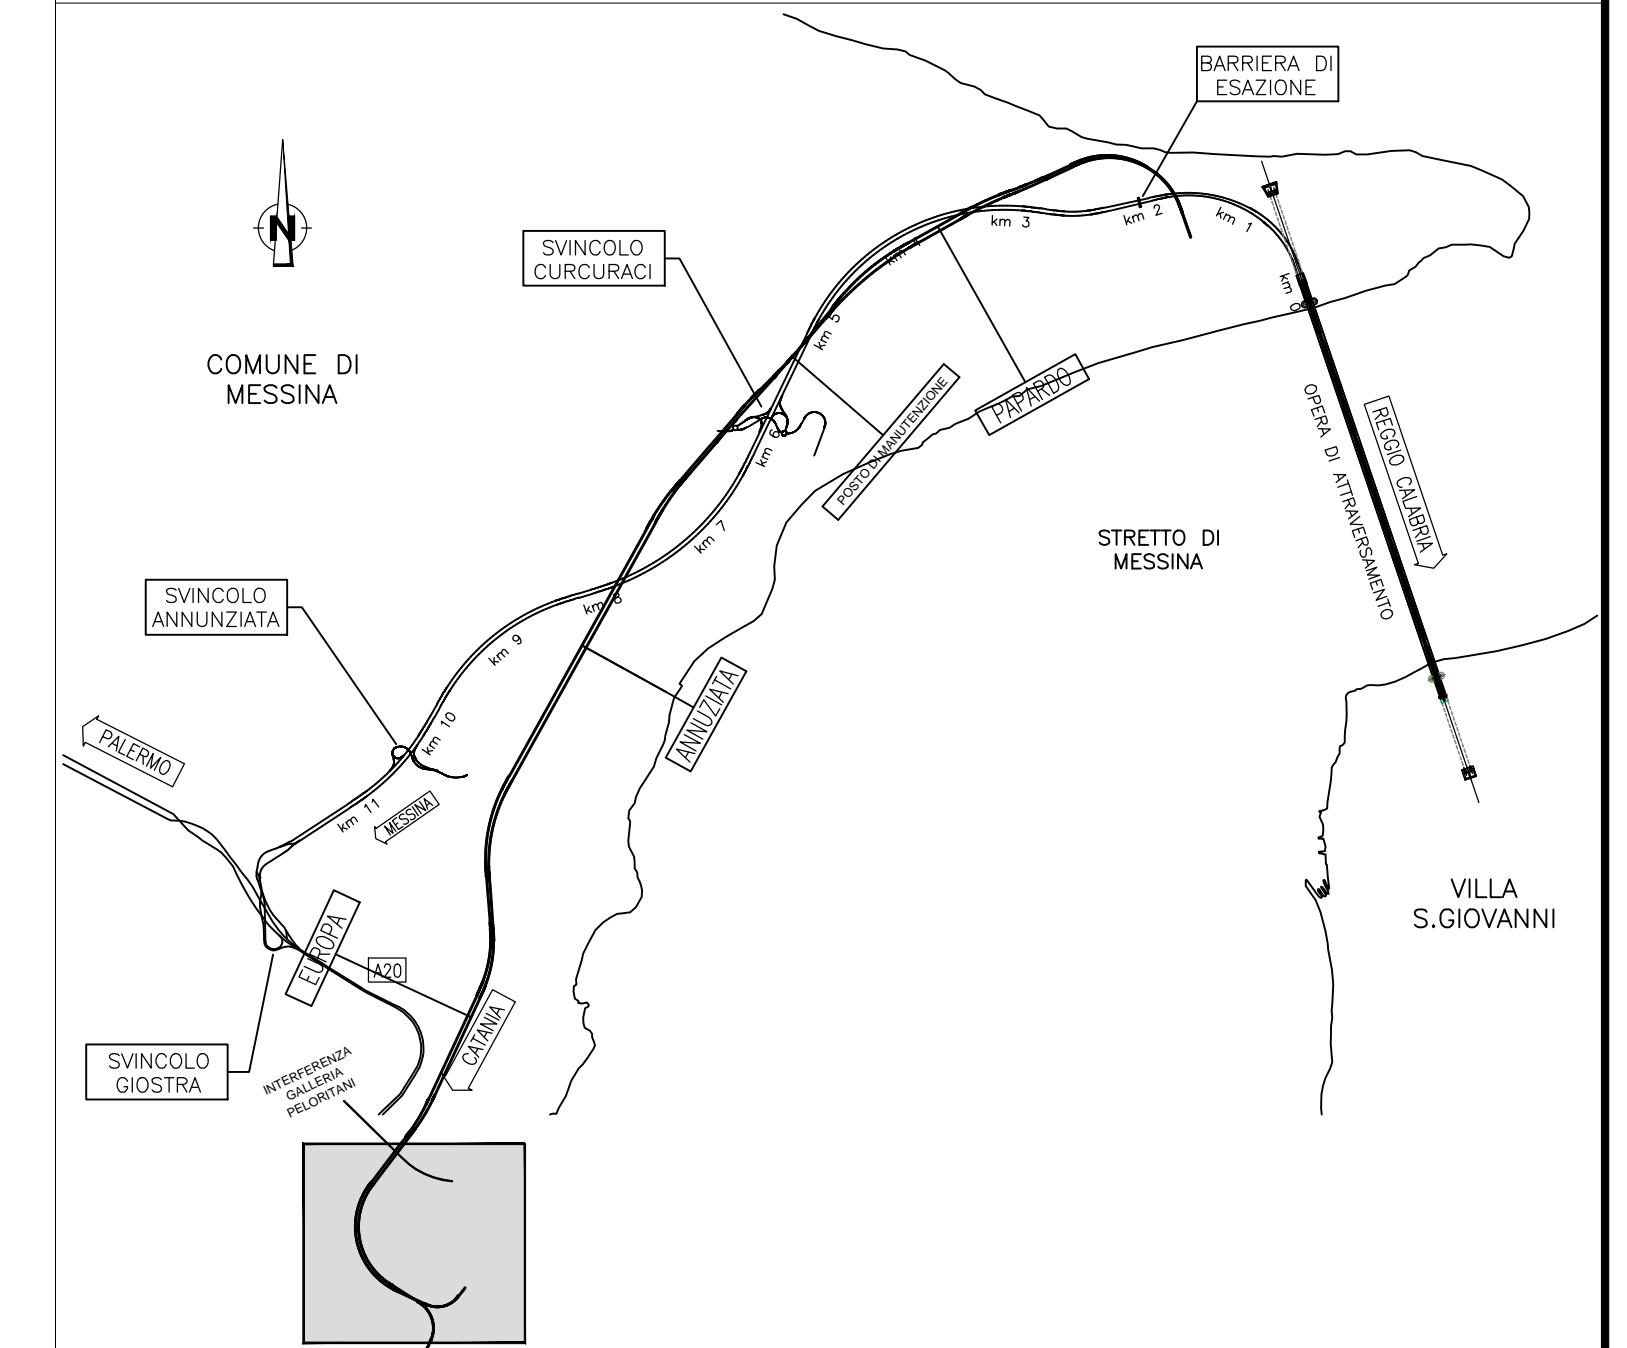 BARRIERA DI
ESAZIONE
N
SVINCOLO
CURCURACI
km 3
km 2
km 1
km 0
km 4
km 5
COMUNE DI
MESSINA
POSTO DI MANUTENZIONE
PAPARDO
OPERA DI ATTRAVERSAMENTO
REGGIO CALABRIA
km 6
km 7
STRETTO DI
MESSINA
SVINCOLO
ANNUNZIATA
km 8
km 9
km 10
ANNUZIATA
PALERMO
km 11
MESSINA
VILLA
S.GIOVANNI
EUROPA
A20
CATANIA
SVINCOLO
GIOSTRA
INTERFERENZA
GALLERIA
PELORITANI